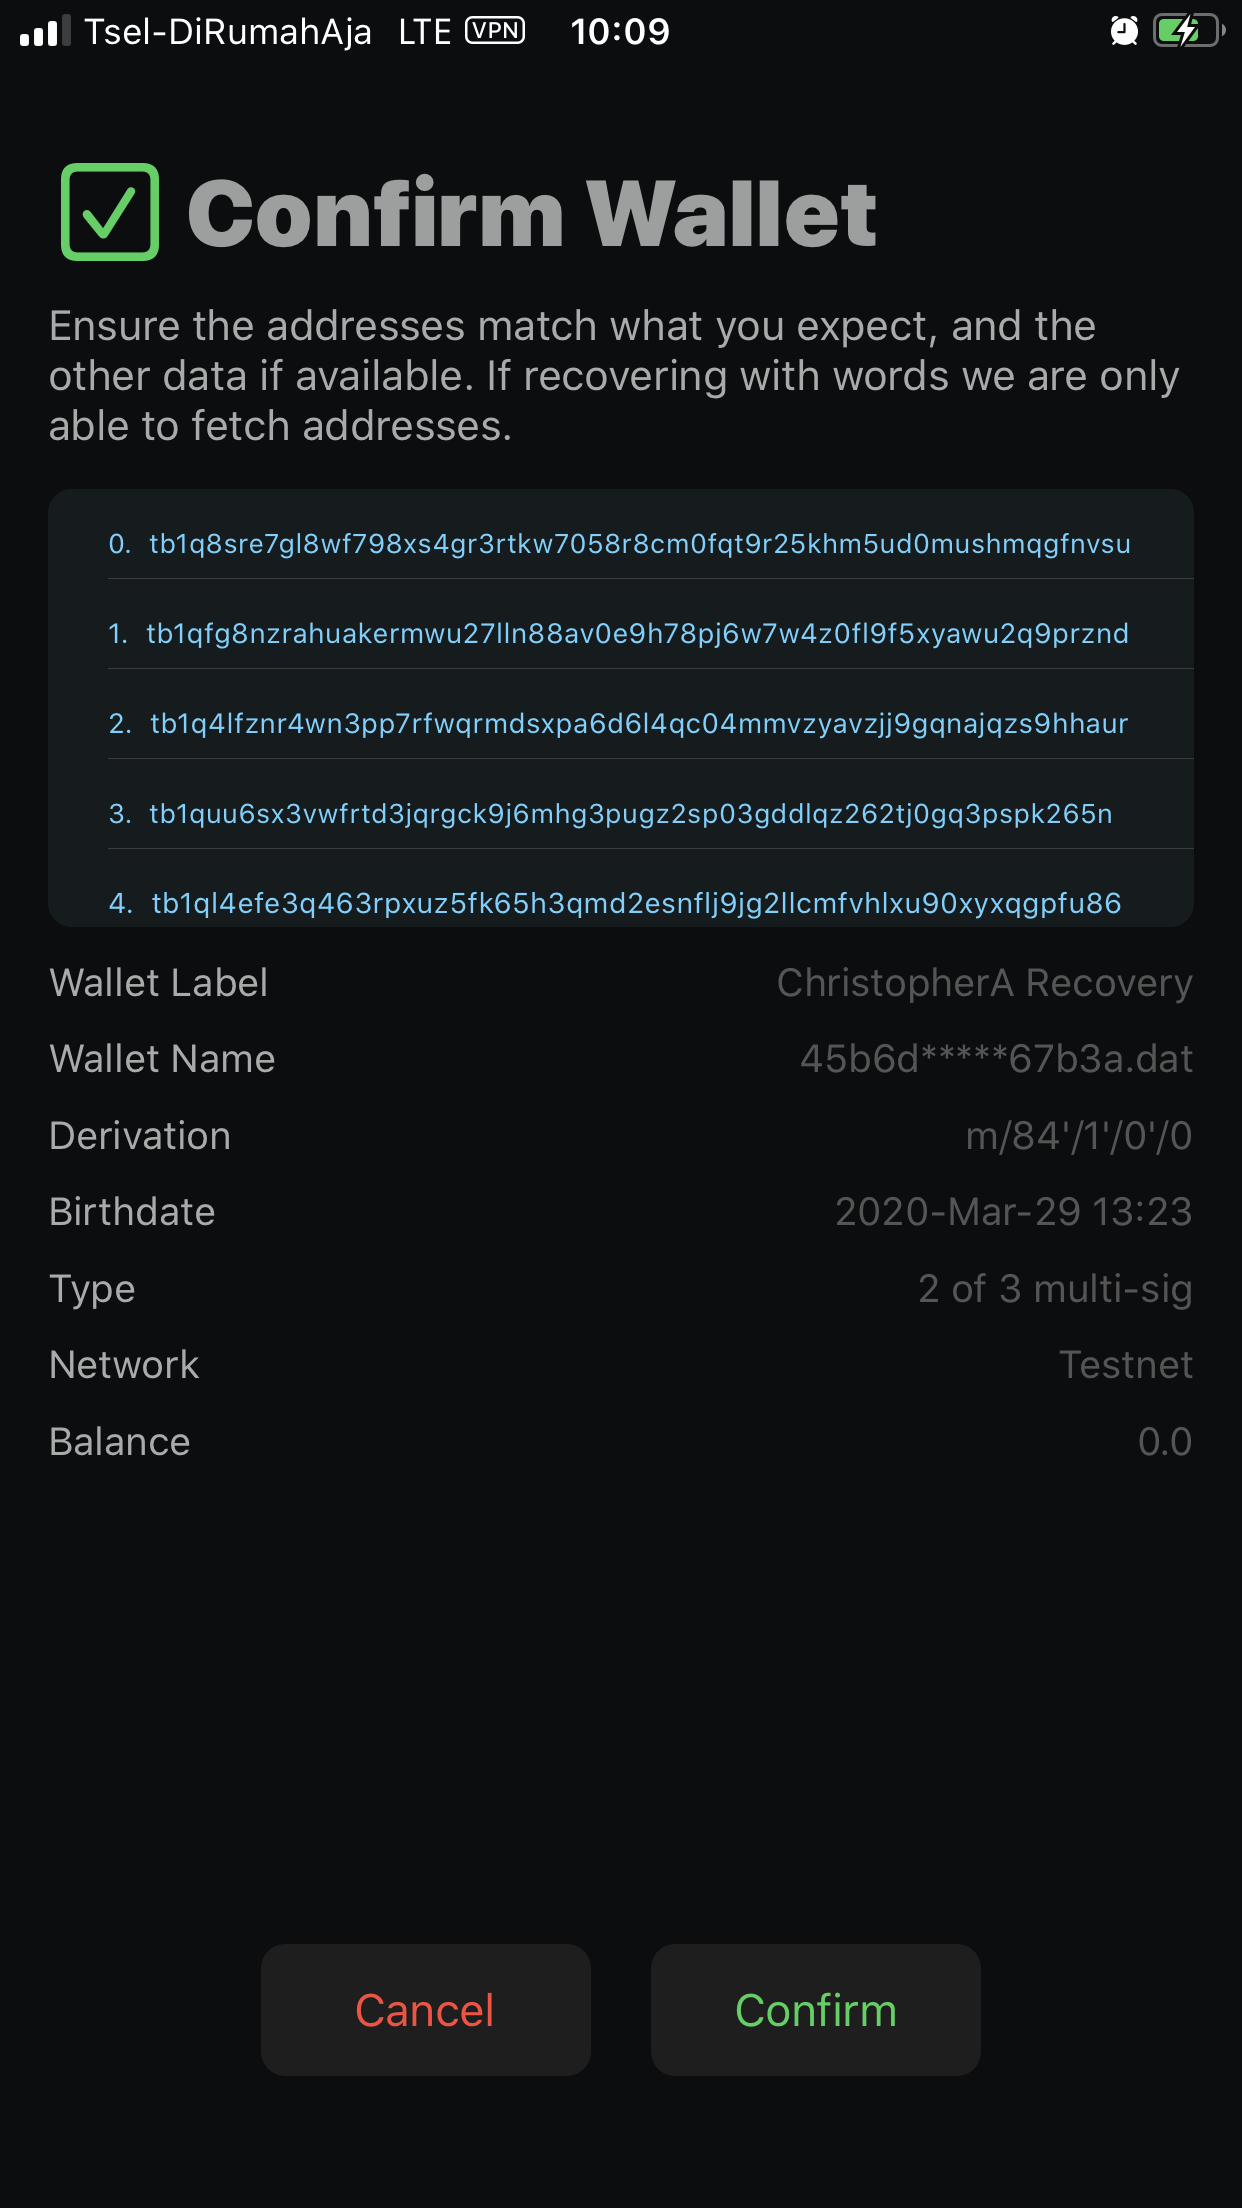 Tsel-DiRumahAja LTE VPN 10:09
Confirm Wallet
Ensure the addresses match what you expect, and the
other data if available. If recovering with words we are only
able to fetch addresses.
0. tb1q8sre7gl8wf798xs4gr3rtkw7058r8cm0fqt9r25khm5ud0mushmqgfnvsu
1. tb1qfg8nzrahuakermwu27lln88av0e9h78pj6w7w4z0fl9f5xyawu2q9prznd
2. tb1q4lfznr4wn3pp7rfwqrmdsxpa6d6l4qc04mmvzyavzjj9gqnajqzs9hhaur
3. tb1quu6sx3vwfrtd3jqrgck9j6mhg3pugz2sp03gddlqz262tj0gq3pspk265n
4. tb1ql4efe3q463rpxuz5fk65h3qmd2esnflj9jg2llcmfvhlxu90xyxqgpfu86
Wallet Label ChristopherA Recovery
Wallet Name 45b6d*****67b3a.dat
Derivation m/84'/1'/0'/0
Birthdate 2020-Mar-29 13:23
Type 2 of 3 multi-sig
Network Testnet
Balance 0.0
Cancel Confirm